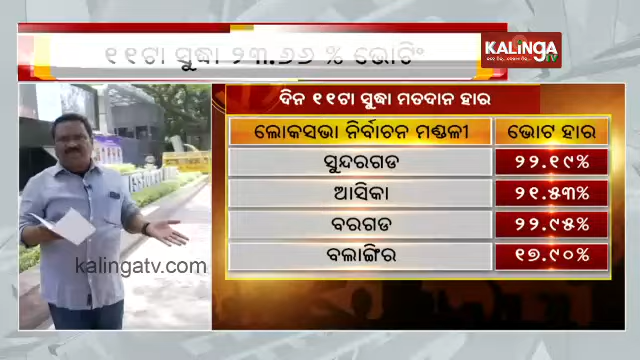 ୧୧ଟା ସୁଦ୍ଧା ୨୩.୬୬ % ଭୋଟିଂ
KALINGA TV
ଦିନ ୧୧ଟା ସୁଦ୍ଧା ମତଦାନ ହାର
ଲୋକସଭା ନିର୍ବାଚନ ମଣ୍ଡଳୀ ଭୋଟ ହାର
ସୁନ୍ଦରଗଡ ୨୨.୧୯%
ଆସିକା ୨୧.୫୩%
ବରଗଡ ୨୨.୯୫%
ବଲାଙ୍ଗିର ୧୭.୯୦%
kalingatv.com